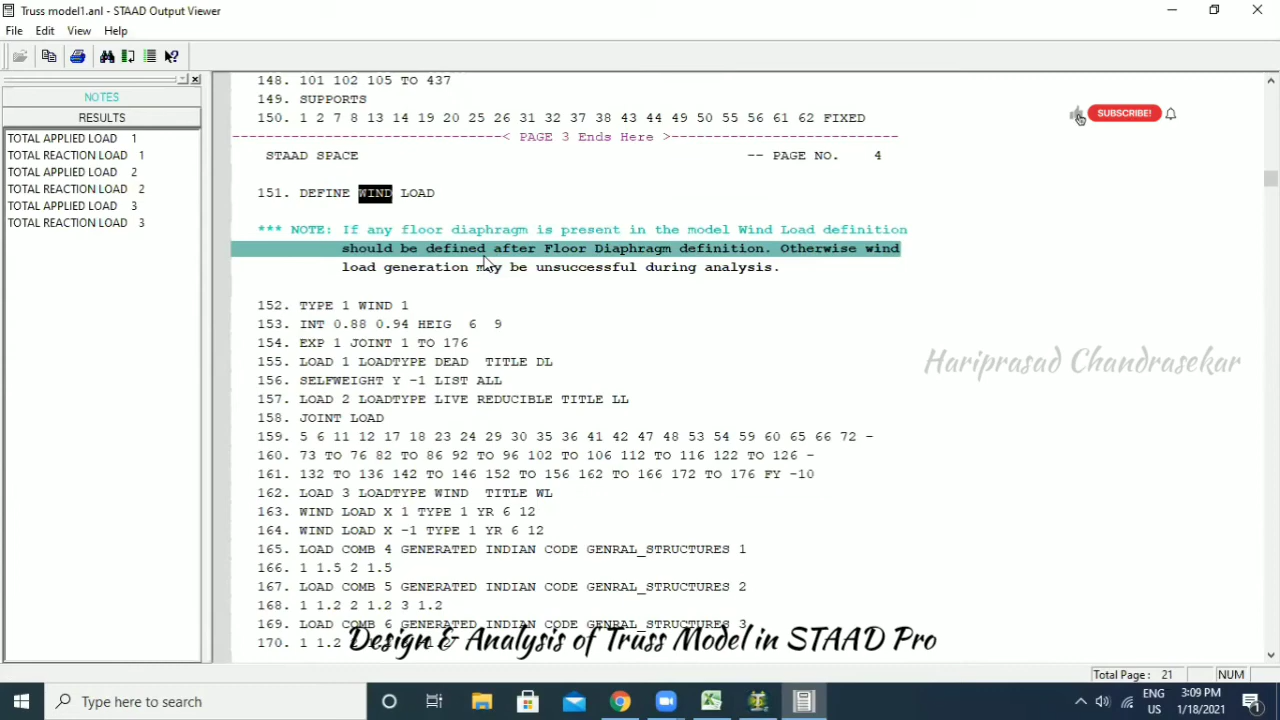 Truss model1.anl - STAAD Output Viewer
File Edit View Help
NOTES
RESULTS
TOTAL APPLIED LOAD 1
TOTAL REACTION LOAD 1
TOTAL APPLIED LOAD 2
TOTAL REACTION LOAD 2
TOTAL APPLIED LOAD 3
TOTAL REACTION LOAD 3
148. 101 102 105 TO 437
149. SUPPORTS
150. 1 2 7 8 13 14 19 20 25 26 31 32 37 38 43 44 49 50 55 56 61 62 FIXED
SUBSCRIBE!
< PAGE 3 Ends Here >
STAAD SPACE -- PAGE NO. 4
151. DEFINE WIND LOAD
*** NOTE: If any floor diaphragm is present in the model Wind Load definition
should be defined after Floor Diaphragm definition. Otherwise wind
load generation may be unsuccessful during analysis.
152. TYPE 1 WIND 1
153. INT 0.88 0.94 HEIG 6 9
154. EXP 1 JOINT 1 TO 176
155. LOAD 1 LOADTYPE DEAD TITLE DL
156. SELFWEIGHT Y -1 LIST ALL
157. LOAD 2 LOADTYPE LIVE REDUCIBLE TITLE LL
158. JOINT LOAD
159. 5 6 11 12 17 18 23 24 29 30 35 36 41 42 47 48 53 54 59 60 65 66 72 -
160. 73 TO 76 82 TO 86 92 TO 96 102 TO 106 112 TO 116 122 TO 126 -
161. 132 TO 136 142 TO 146 152 TO 156 162 TO 166 172 TO 176 FY -10
162. LOAD 3 LOADTYPE WIND TITLE WL
163. WIND LOAD X 1 TYPE 1 YR 6 12
164. WIND LOAD X -1 TYPE 1 YR 6 12
165. LOAD COMB 4 GENERATED INDIAN CODE GENRAL_STRUCTURES 1
166. 1 1.5 2 1.5
167. LOAD COMB 5 GENERATED INDIAN CODE GENRAL_STRUCTURES 2
168. 1 1.2 2 1.2 3 1.2
169. LOAD COMB 6 GENERATED INDIAN CODE GENRAL_STRUCTURES 3
170. 1 1.2
Hariprasad Chandrasekar
Design & Analysis of Truss Model in STAAD Pro
Total Page: 21 NUM
Type here to search
ENG
US
3:09 PM
1/18/2021
1